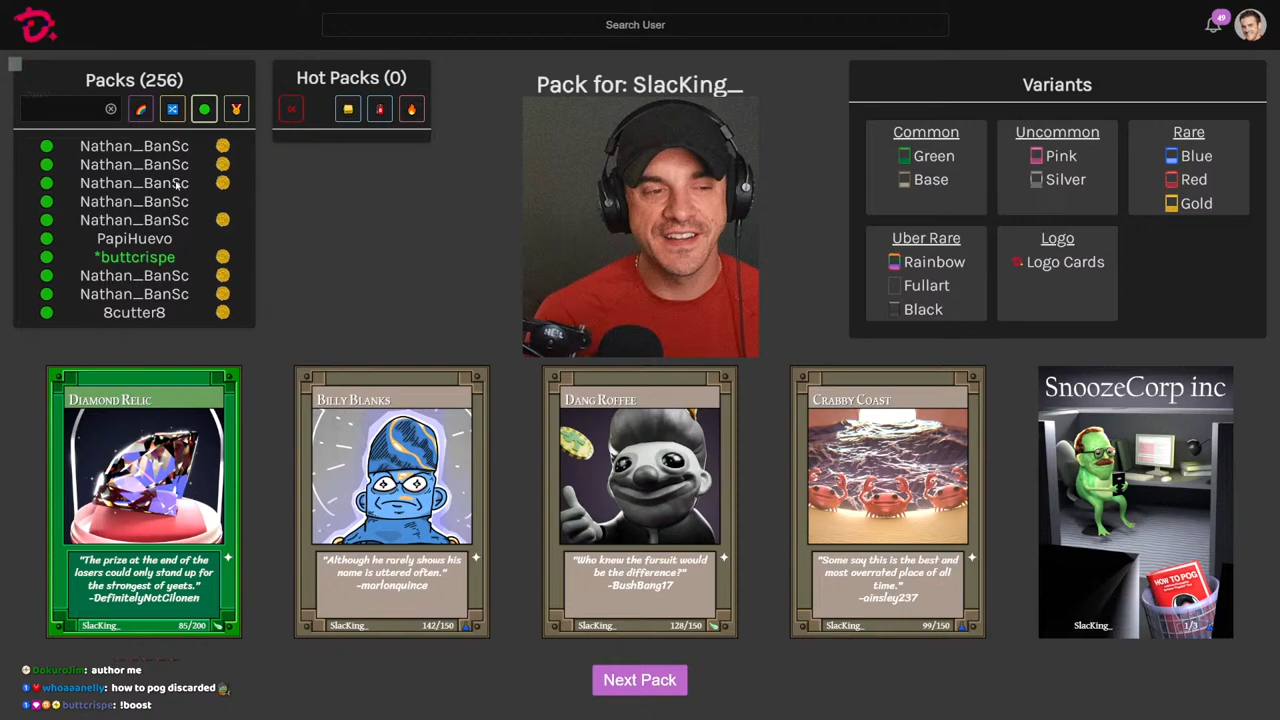 Search User
49
Packs (256)
Nathan_BanSc
Nathan_BanSc
Nathan_BanSc
Nathan_BanSc
Nathan_BanSc
PapiHuevo
*buttcrispe
Nathan_BanSc
Nathan_BanSc
8cutter8
Hot Packs (0)
Pack for: SlacKing_
Variants
Common
Green
Base
Uncommon
Pink
Silver
Rare
Blue
Red
Gold
Uber Rare
Rainbow
Fullart
Black
Logo
Logo Cards
DIAMOND RELIC
"The prize at the end of the
lasers could only stand up for
the strongest of yeets."
-DefinitelyNotCilonen
SlacKing_ 85/200
BILLY BLANKS
"Although he rarely shows his
name is uttered often."
-marlonquince
SlacKing_ 142/150
DANG ROFFEE
"Who knew the fursuit would
be the difference?"
-BushBang17
SlacKing_ 128/150
CRABBY COAST
"Some say this is the best and
most overrated place of all
time."
-ainsley237
SlacKing_ 99/150
SnoozeCorp inc
HOW TO POG
SlacKing_ 1/3
Next Pack
DokuroJim: author me
whoaaanelly: how to pog discarded
buttcrispe: !boost